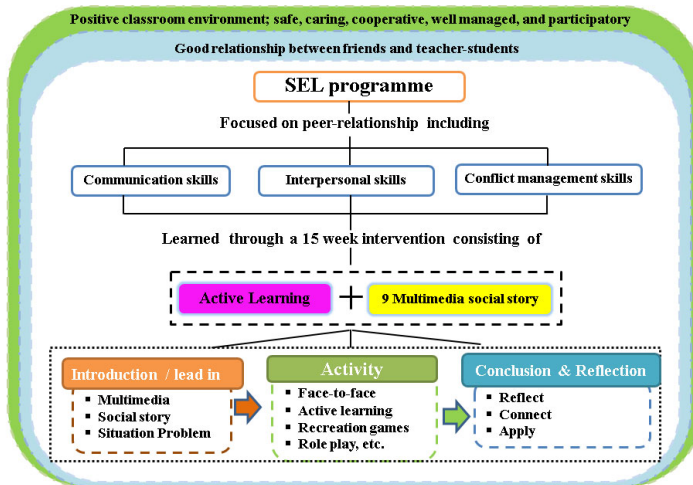 Positive classroom environment; safe, caring, cooperative, well managed, and participatory
Good relationship between friends and teacher-students
SEL programme
Focused on peer-relationship including
Communication skills
Interpersonal skills
Conflict management skills
Learned through a 15 week intervention consisting of
Active Learning
+
9 Multimedia social story
Introduction / lead in
▪ Multimedia
▪ Social story
▪ Situation Problem
Activity
▪ Face-to-face
▪ Active learning
▪ Recreation games
▪ Role play, etc.
Conclusion & Reflection
▪ Reflect
▪ Connect
▪ Apply